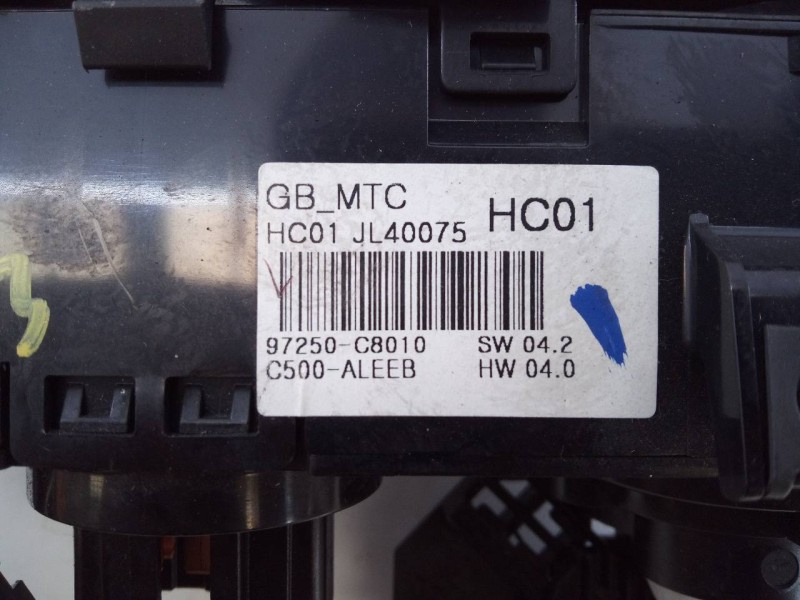 GB_MTC HC01
HC01 JL40075
97250-C8010 SW 04.2
C500-ALEEB HW 04.0